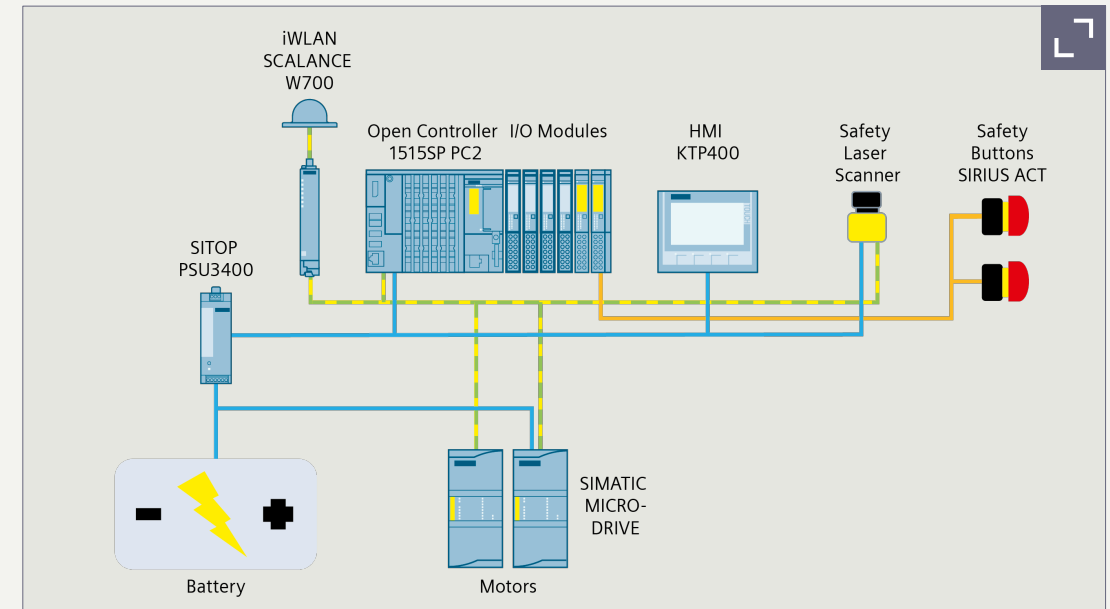 iWLAN
SCALANCE
W700
Open Controller
1515SP PC2
I/O Modules
HMI
KTP400
Safety
Laser
Scanner
Safety
Buttons
SIRIUS ACT
TOUCH
SITOP
PSU3400
SIMATIC
MICRO-
DRIVE
Battery
Motors